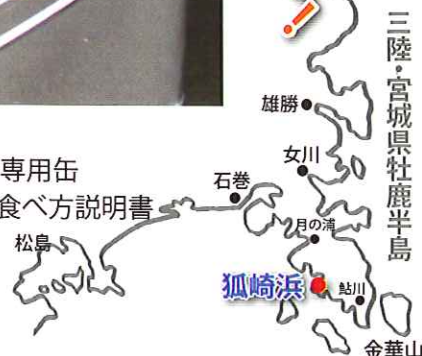 !
三陸・宮城県牡鹿半島
雄勝
女川
専用缶
石巻
食べ方説明書
月の浦
松島
狐崎浜
鮎川
金華山